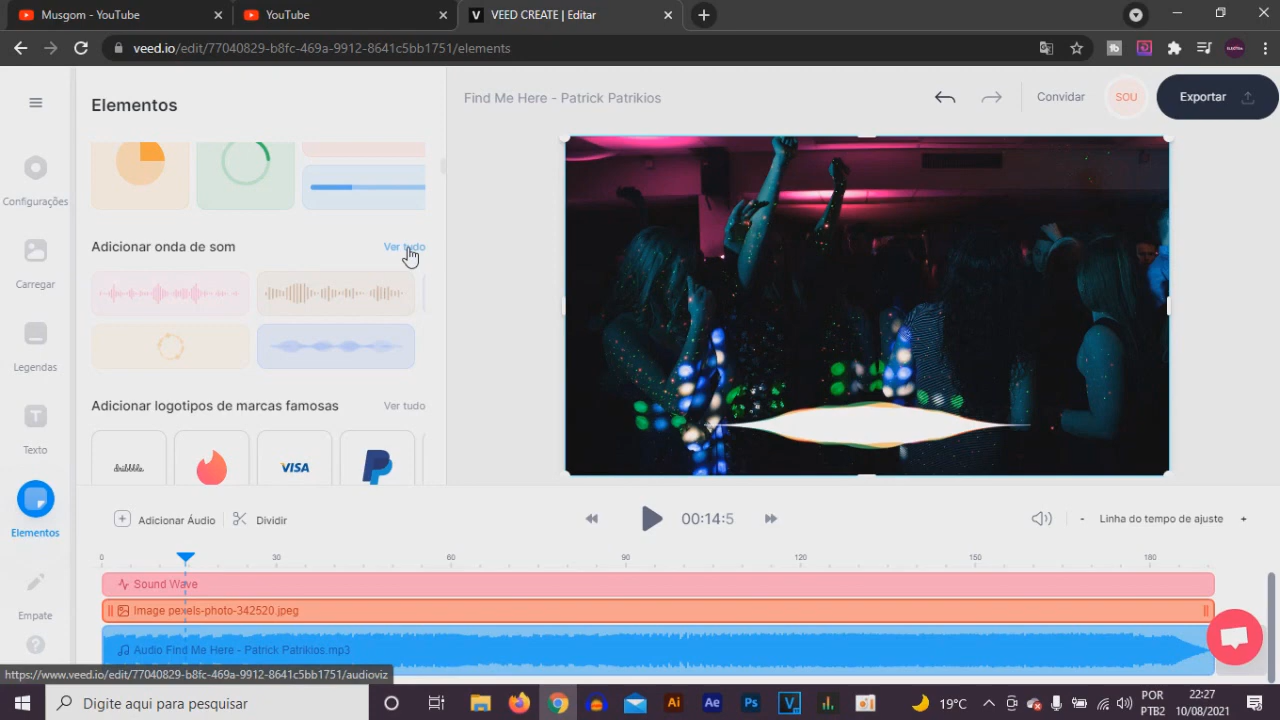 Musgom - YouTube
YouTube
VEED CREATE | Editar
veed.io/edit/77040829-b8fc-469a-9912-8641c5bb1751/elements
Elementos
Find Me Here - Patrick Patrikios
Convidar
SOU
Exportar
Configurações
Carregar
Legendas
Texto
Elementos
Empate
Adicionar onda de som
Ver tudo
Adicionar logotipos de marcas famosas
Ver tudo
dribbble
VISA
Adicionar Áudio
Dividir
00:14:5
- Linha do tempo de ajuste +
0 30 60 90 120 150 180
Sound Wave
Image pexels-photo-342520.jpeg
Audio Find Me Here - Patrick Patrikios.mp3
https://www.veed.io/edit/77040829-b8fc-469a-9912-8641c5bb1751/audioviz
Digite aqui para pesquisar
Ai
Ae
Ps
19°C
POR
PTB2
22:27
10/08/2021